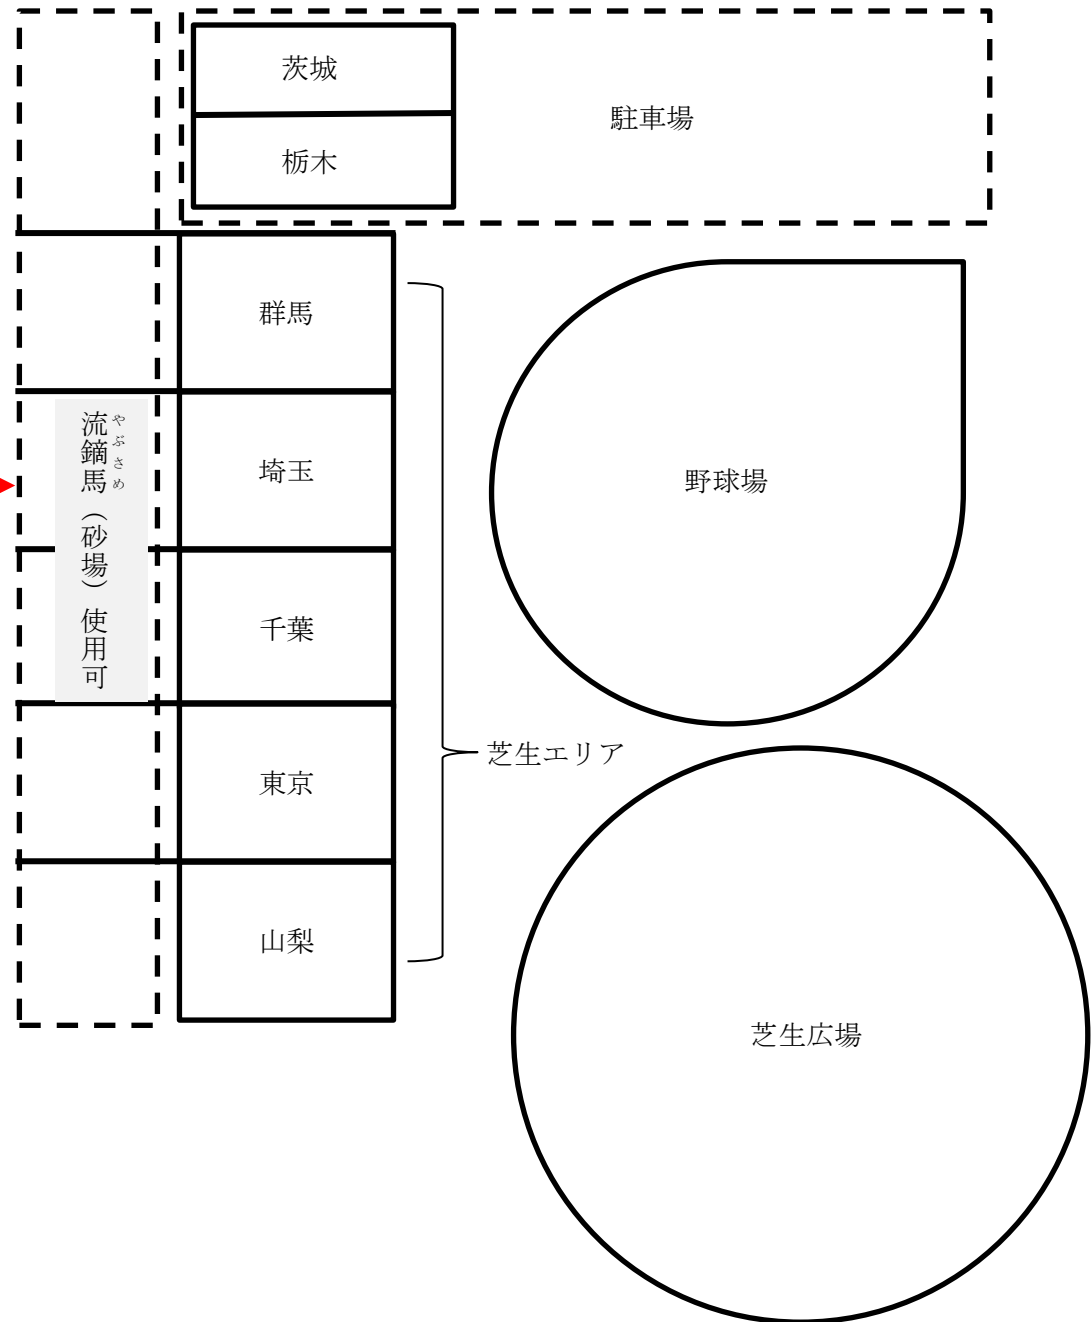 茨城
駐車場
栃木
群馬
流鏑馬（砂場）使用可
やぶさめ
埼玉
野球場
千葉
芝生エリア
東京
山梨
芝生広場